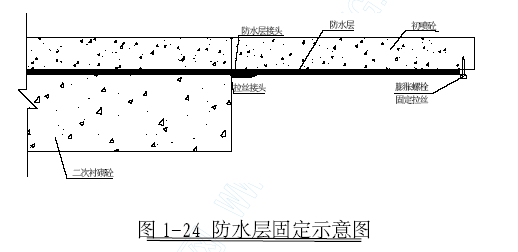 防水层接头
防水层
初喷砼
拉丝接头
膨胀螺栓
固定拉丝
二次衬砌砼
图 1-24 防水层固定示意图